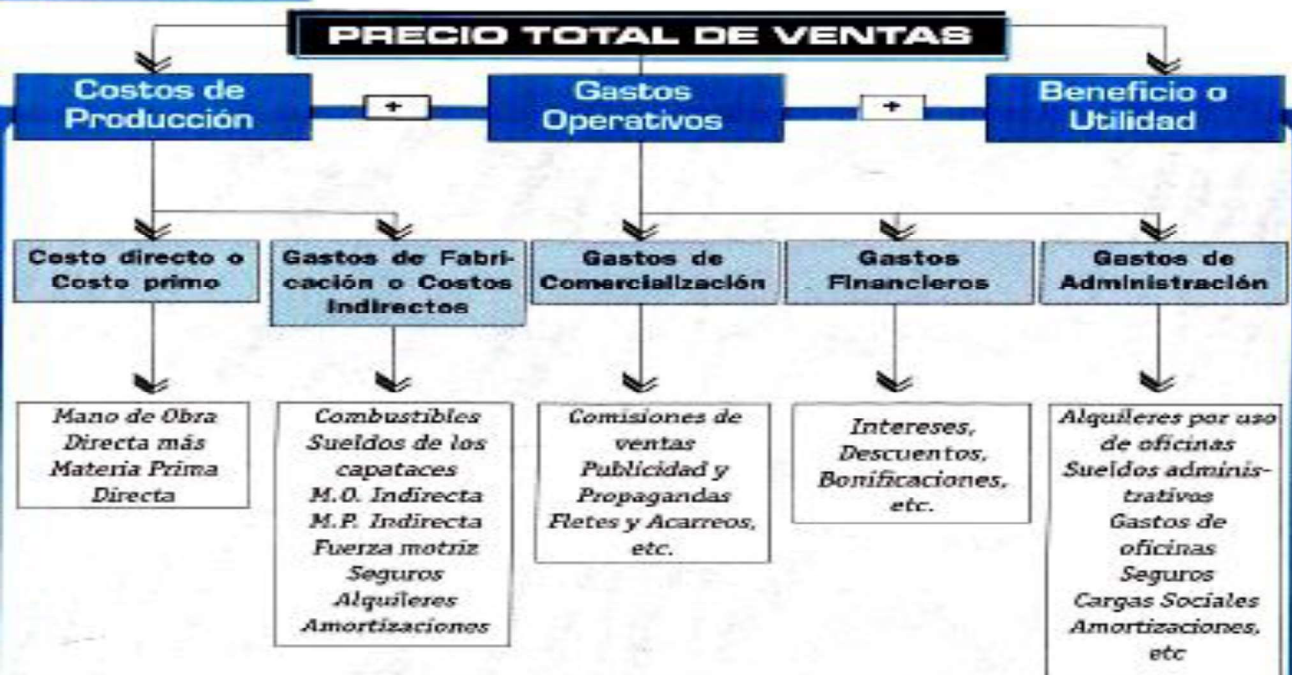 PRECIO TOTAL DE VENTAS
Costos de
Producción
+
Gastos
Operativos
+
Beneficio o
Utilidad
Costo directo o
Costo primo
Gastos de Fabri-
cación o Costos
Indirectos
Gastos de
Comercialización
Gastos
Financieros
Gastos de
Administración
Mano de Obra
Directa más
Materia Prima
Directa
Combustibles
Sueldos de los
capataces
M.O. Indirecta
M.P. Indirecta
Fuerza motriz
Seguros
Alquileres
Amortizaciones
Comisiones de
ventas
Publicidad y
Propagandas
Fletes y Acarreos,
etc.
Intereses,
Descuentos,
Bonificaciones,
etc.
Alquileres por uso
de oficinas
Sueldos adminis-
trativos
Gastos de
oficinas
Seguros
Cargas Sociales
Amortizaciones,
etc